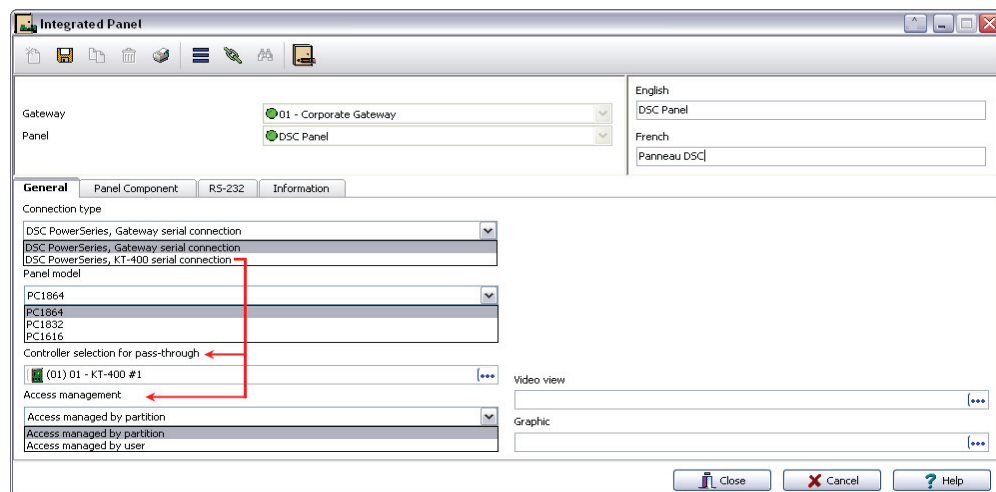 Integrated Panel
English
DSC Panel
Gateway
01 - Corporate Gateway
Panel
DSC Panel
French
Panneau DSC
General
Panel Component
RS-232
Information
Connection type
DSC PowerSeries, Gateway serial connection
DSC PowerSeries, Gateway serial connection
DSC PowerSeries, KT-400 serial connection
Panel model
PC1864
PC1864
PC1832
PC1616
Controller selection for pass-through
(01) 01 - KT-400 #1
Access management
Access managed by partition
Access managed by partition
Access managed by user
Video view
Graphic
Close
Cancel
Help